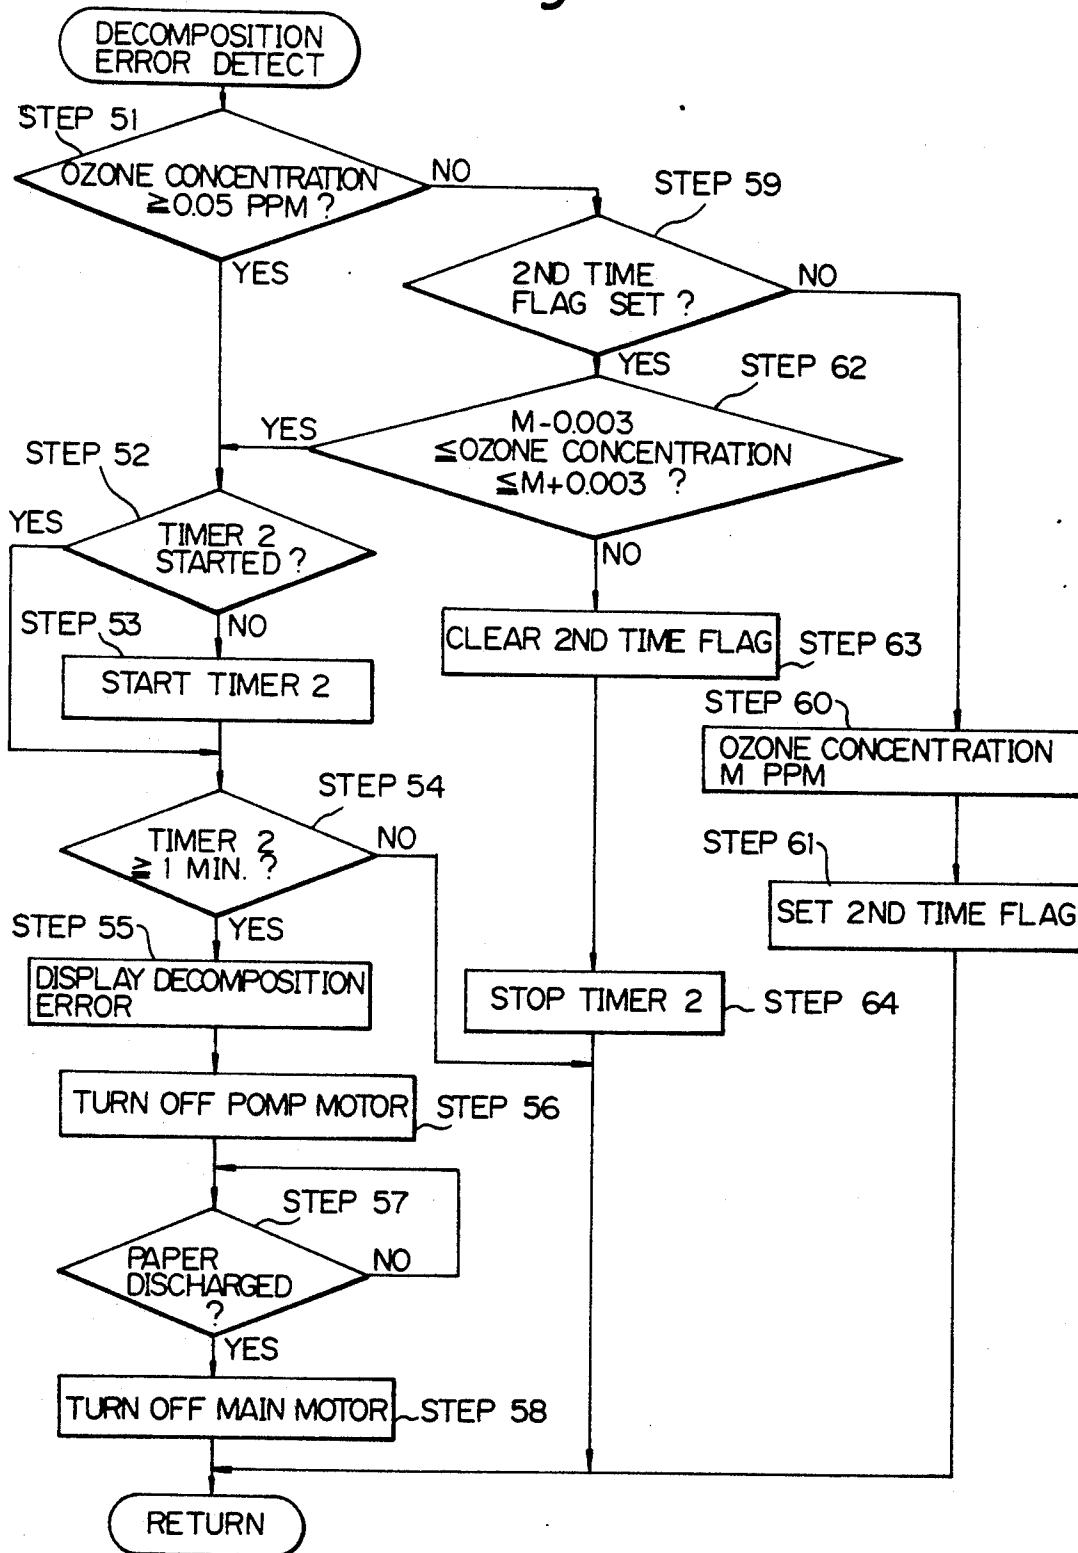 DECOMPOSITION
ERROR DETECT
STEP 51
OZONE CONCENTRATION
≧0.05 PPM ?
NO
YES
STEP 59
2ND TIME
FLAG SET ?
NO
YES
STEP 62
M-0.003
≦OZONE CONCENTRATION
≦M+0.003 ?
YES
NO
STEP 52
YES
TIMER 2
STARTED ?
NO
STEP 53
START TIMER 2
CLEAR 2ND TIME FLAG
STEP 63
STEP 60
OZONE CONCENTRATION
M PPM
STEP 54
TIMER 2
≧ 1 MIN. ?
NO
YES
STEP 61
SET 2ND TIME FLAG
STEP 55
DISPLAY DECOMPOSITION
ERROR
STOP TIMER 2
STEP 64
TURN OFF POMP MOTOR
STEP 56
STEP 57
PAPER
DISCHARGED
?
NO
YES
TURN OFF MAIN MOTOR
STEP 58
RETURN